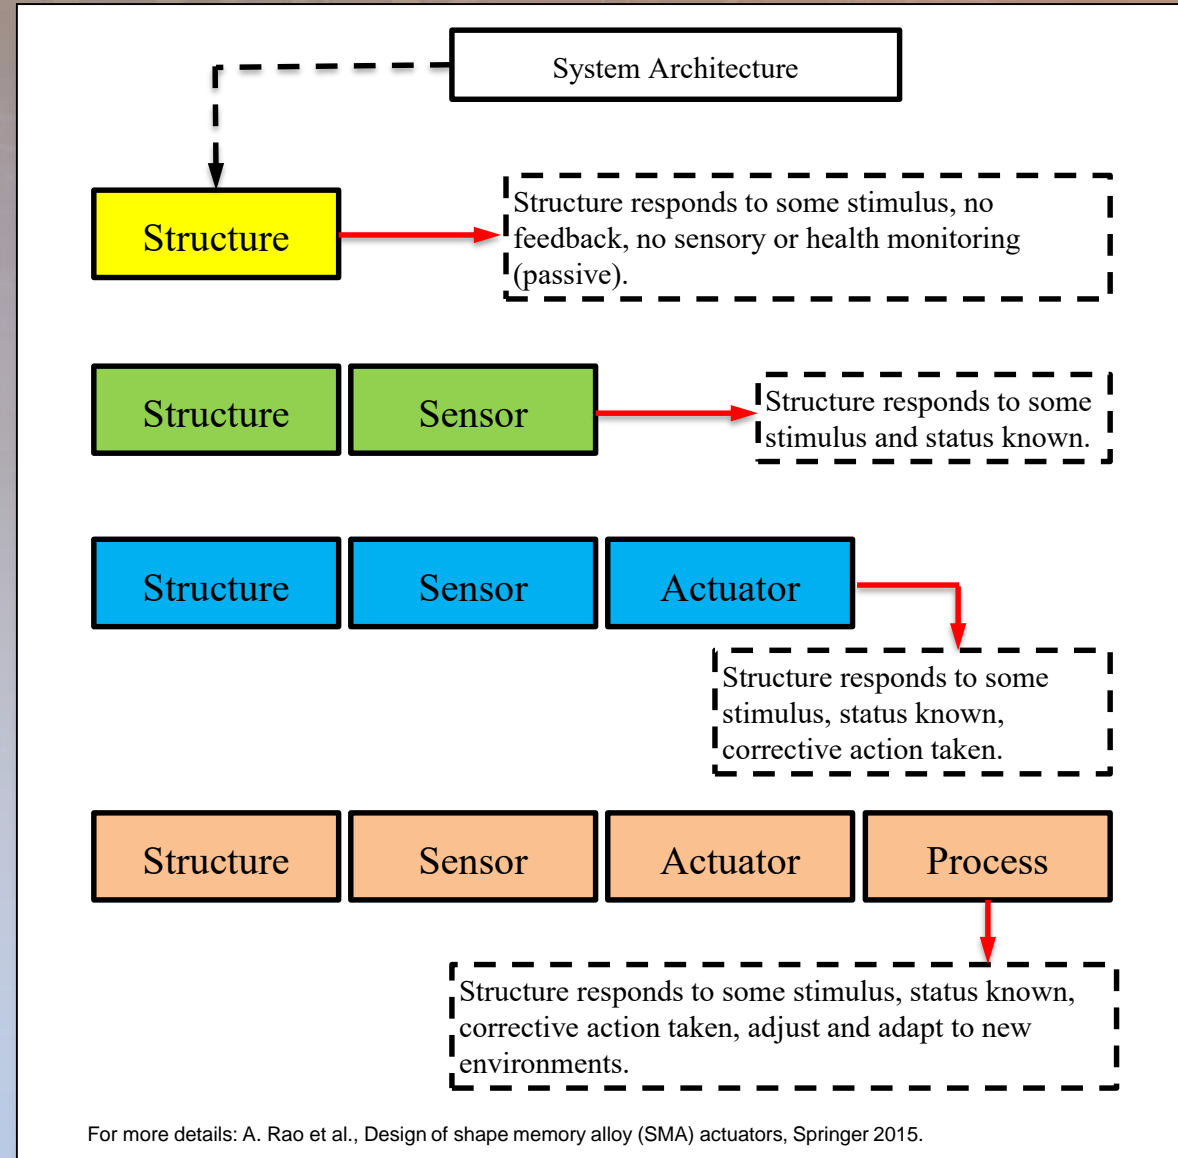 System Architecture
Structure
Structure responds to some stimulus, no
feedback, no sensory or health monitoring
(passive).
Structure
Sensor
Structure responds to some
stimulus and status known.
Structure
Sensor
Actuator
Structure responds to some
stimulus, status known,
corrective action taken.
Structure
Sensor
Actuator
Process
Structure responds to some stimulus, status known,
corrective action taken, adjust and adapt to new
environments.
For more details: A. Rao et al., Design of shape memory alloy (SMA) actuators, Springer 2015.